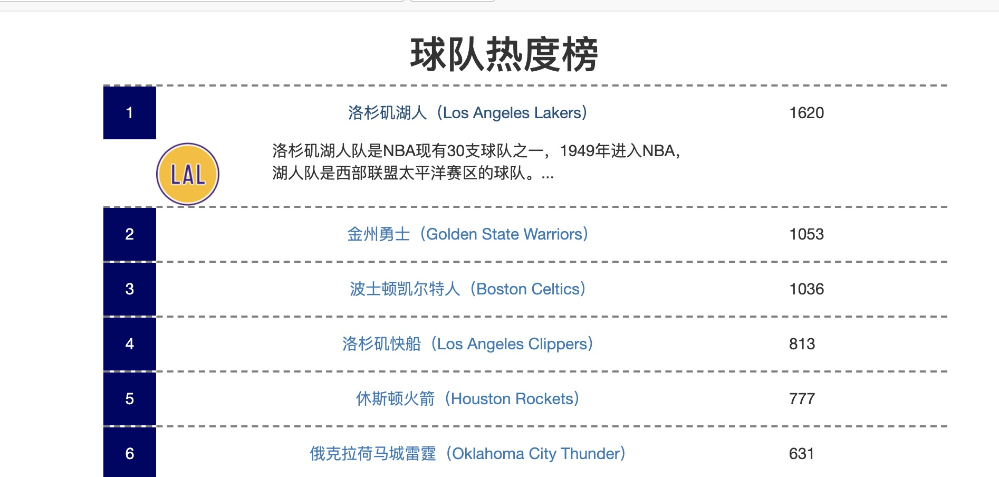 球队热度榜
1 洛杉矶湖人（Los Angeles Lakers） 1620
洛杉矶湖人队是NBA现有30支球队之一，1949年进入NBA，
LAL
湖人队是西部联盟太平洋赛区的球队。...
2 金州勇士（Golden State Warriors） 1053
3 波士顿凯尔特人（Boston Celtics） 1036
4 洛杉矶快船（Los Angeles Clippers） 813
5 休斯顿火箭（Houston Rockets） 777
6 俄克拉荷马城雷霆（Oklahoma City Thunder） 631